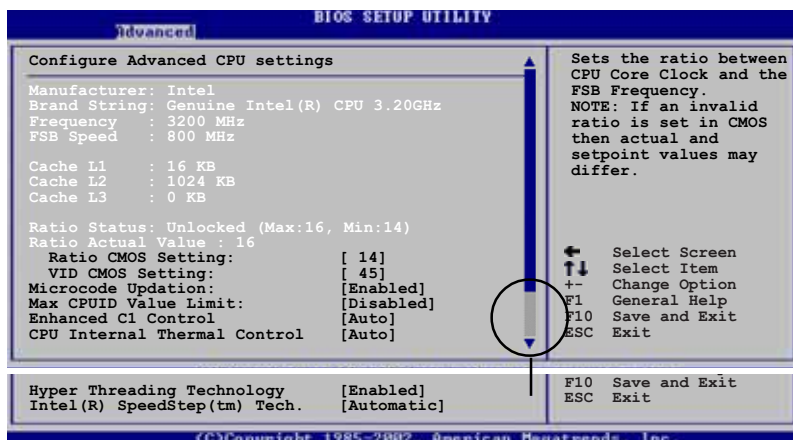 BIOS SETUP UTILITY
Advanced
Configure Advanced CPU settings
Manufacturer: Intel
Brand String: Genuine Intel(R) CPU 3.20GHz
Frequency : 3200 MHz
FSB Speed : 800 MHz
Cache L1 : 16 KB
Cache L2 : 1024 KB
Cache L3 : 0 KB
Ratio Status: Unlocked (Max:16, Min:14)
Ratio Actual Value : 16
Ratio CMOS Setting: [ 14]
VID CMOS Setting: [ 45]
Microcode Updation: [Enabled]
Max CPUID Value Limit: [Disabled]
Enhanced C1 Control [Auto]
CPU Internal Thermal Control [Auto]
Hyper Threading Technology [Enabled]
Intel(R) SpeedStep(tm) Tech. [Automatic]
Sets the ratio between
CPU Core Clock and the
FSB Frequency.
NOTE: If an invalid
ratio is set in CMOS
then actual and
setpoint values may
differ.
Select Screen
↑↓ Select Item
+- Change Option
F1 General Help
F10 Save and Exit
ESC Exit
F10 Save and Exit
ESC Exit
(C)Copyright 1985-2002, American Megatrends, Inc